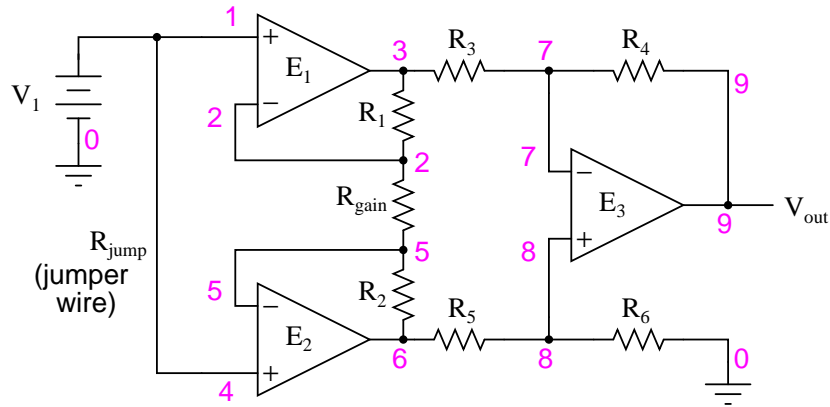 1
3
R3
7
R4
+
E1
V1
−
2
R1
9
0
2
7
−
Rgain
E3
Vout
Rjump
8
+
9
(jumper
wire)
5
5
−
R2
R5
R6
E2
0
4
+
6
8